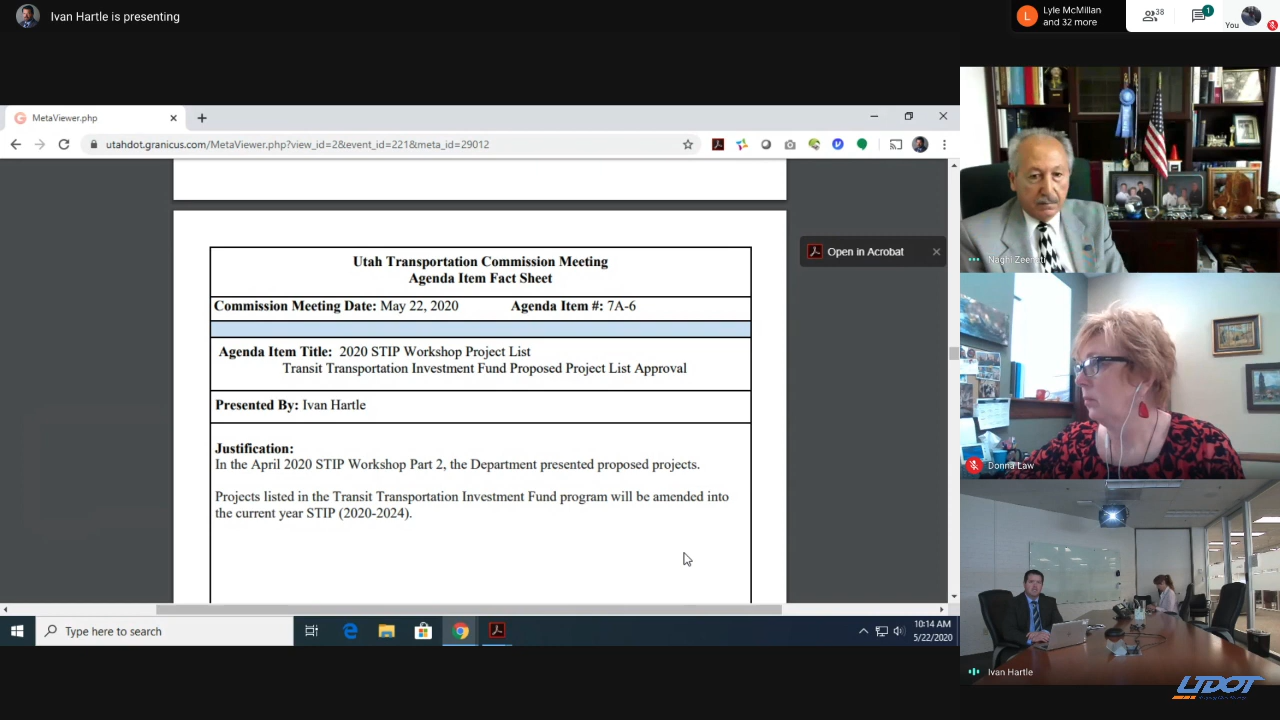 Ivan Hartle is presenting
L
Lyle McMillan
and 32 more
38
1
You
MetaViewer.php
utahdot.granicus.com/MetaViewer.php?view_id=2&event_id=221&meta_id=29012
Open in Acrobat
Utah Transportation Commission Meeting
Agenda Item Fact Sheet
Commission Meeting Date: May 22, 2020 Agenda Item #: 7A-6
Agenda Item Title: 2020 STIP Workshop Project List
Transit Transportation Investment Fund Proposed Project List Approval
Presented By: Ivan Hartle
Justification:
In the April 2020 STIP Workshop Part 2, the Department presented proposed projects.
Projects listed in the Transit Transportation Investment Fund program will be amended into
the current year STIP (2020-2024).
Type here to search
10:14 AM
5/22/2020
Naghi Zeenati
Donna Law
Ivan Hartle
UDOT